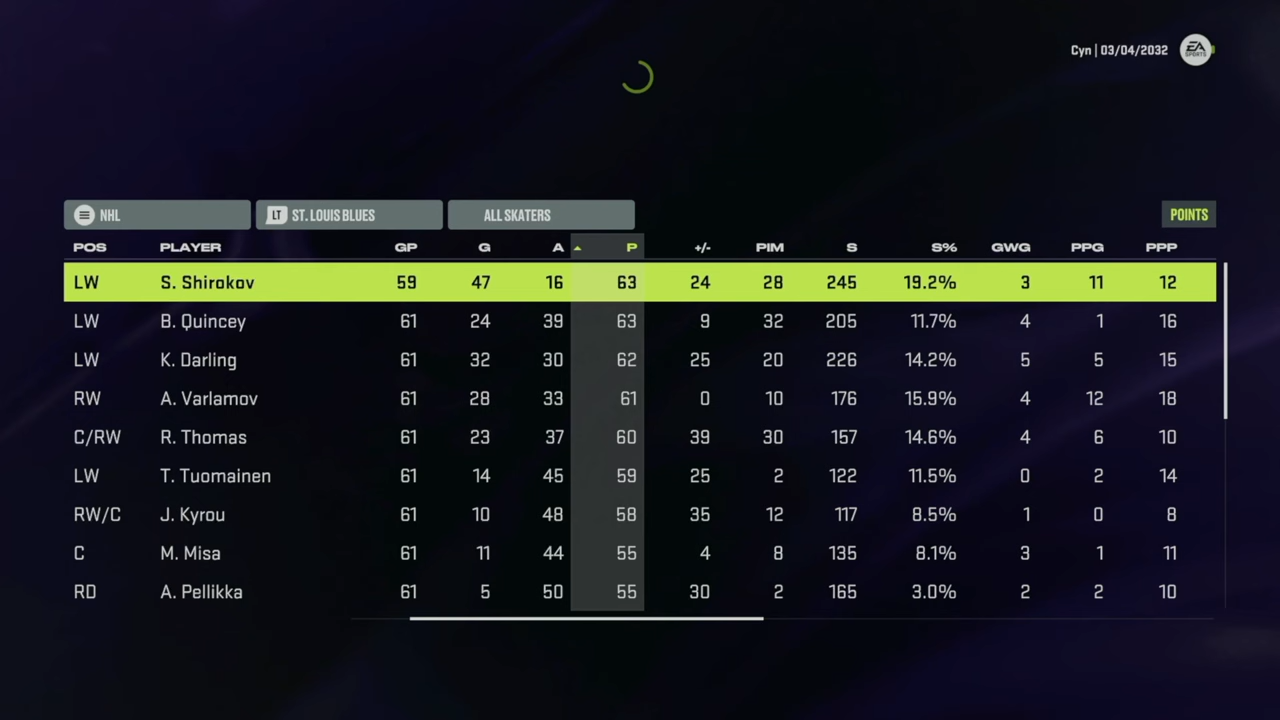 Cyn | 03/04/2032
EA SPORTS
NHL LT ST. LOUIS BLUES ALL SKATERS POINTS
POS PLAYER GP G A P +/- PIM S S% GWG PPG PPP
LW S. Shirokov 59 47 16 63 24 28 245 19.2% 3 11 12
LW B. Quincey 61 24 39 63 9 32 205 11.7% 4 1 16
LW K. Darling 61 32 30 62 25 20 226 14.2% 5 5 15
RW A. Varlamov 61 28 33 61 0 10 176 15.9% 4 12 18
C/RW R. Thomas 61 23 37 60 39 30 157 14.6% 4 6 10
LW T. Tuomainen 61 14 45 59 25 2 122 11.5% 0 2 14
RW/C J. Kyrou 61 10 48 58 35 12 117 8.5% 1 0 8
C M. Misa 61 11 44 55 4 8 135 8.1% 3 1 11
RD A. Pellikka 61 5 50 55 30 2 165 3.0% 2 2 10